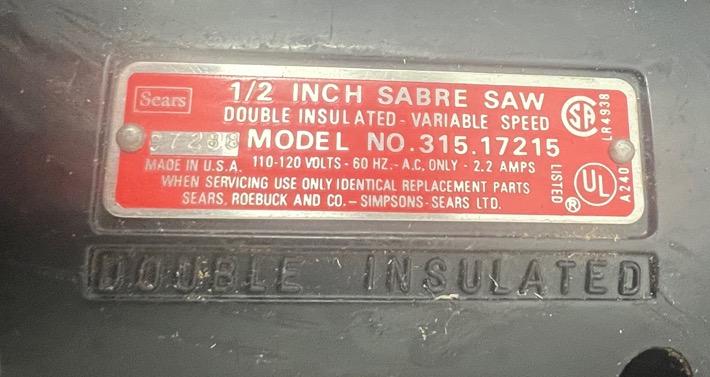 Sears
1/2 INCH SABRE SAW
DOUBLE INSULATED - VARIABLE SPEED
MODEL NO. 315.17215
MADE IN U.S.A. 110-120 VOLTS - 60 HZ. - A.C. ONLY - 2.2 AMPS
WHEN SERVICING USE ONLY IDENTICAL REPLACEMENT PARTS
SEARS, ROEBUCK AND CO. — SIMPSONS-SEARS LTD.
SA
LR4938
LISTED
UL
®
A240
DOUBLE INSULATED